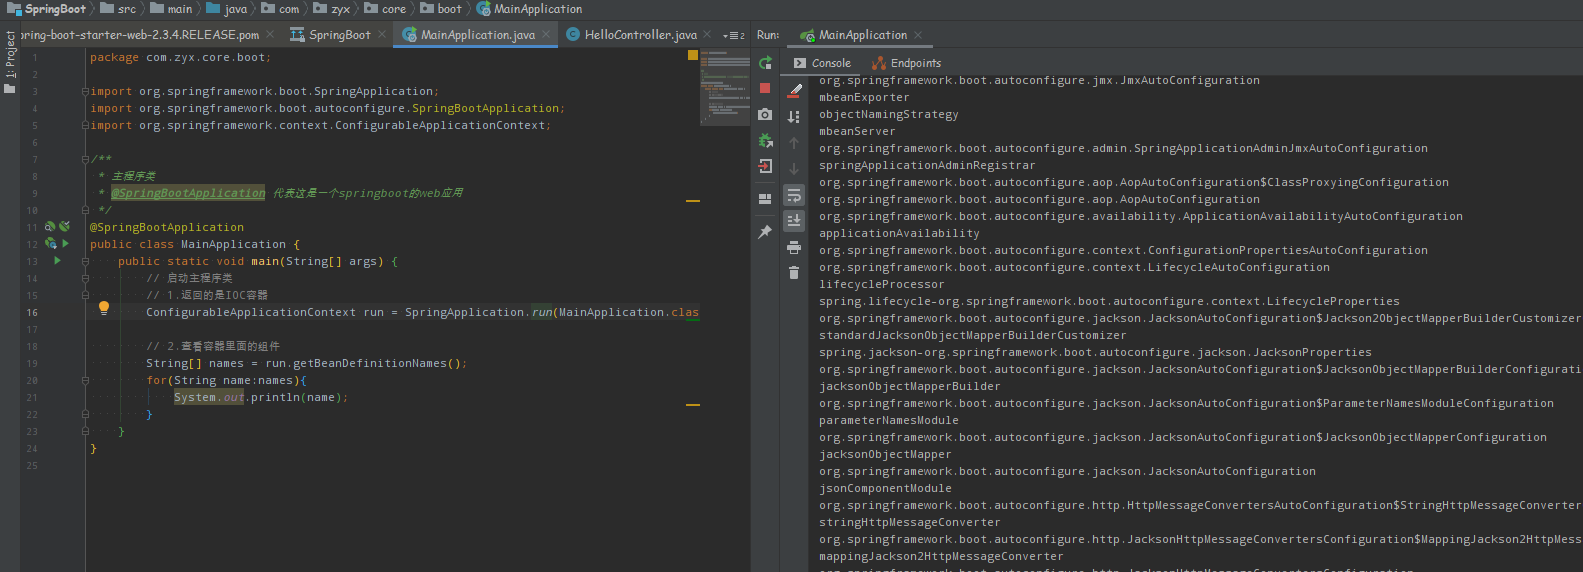 SpringBoot src main java com zyx core boot MainApplication
ring-boot-starter-web-2.3.4.RELEASE.pom SpringBoot MainApplication.java HelloController.java 2
1: Project
1 package com.zyx.core.boot;
2
3 import org.springframework.boot.SpringApplication;
4 import org.springframework.boot.autoconfigure.SpringBootApplication;
5 import org.springframework.context.ConfigurableApplicationContext;
6
7 /**
8 * 主程序类
9 * @SpringBootApplication 代表这是一个springboot的web应用
10 */
11 @SpringBootApplication
12 public class MainApplication {
13 public static void main(String[] args) {
14 // 启动主程序类
15 // 1.返回的是IOC容器
16 ConfigurableApplicationContext run = SpringApplication.run(MainApplication.clas
17
18 // 2.查看容器里面的组件
19 String[] names = run.getBeanDefinitionNames();
20 for(String name:names){
21 System.out.println(name);
22 }
23 }
24 }
25
Run: MainApplication
Console Endpoints
org.springframework.boot.autoconfigure.jmx.JmxAutoConfiguration
mbeanExporter
objectNamingStrategy
mbeanServer
org.springframework.boot.autoconfigure.admin.SpringApplicationAdminJmxAutoConfiguration
springApplicationAdminRegistrar
org.springframework.boot.autoconfigure.aop.AopAutoConfiguration$ClassProxyingConfiguration
org.springframework.boot.autoconfigure.aop.AopAutoConfiguration
org.springframework.boot.autoconfigure.availability.ApplicationAvailabilityAutoConfiguration
applicationAvailability
org.springframework.boot.autoconfigure.context.ConfigurationPropertiesAutoConfiguration
org.springframework.boot.autoconfigure.context.LifecycleAutoConfiguration
lifecycleProcessor
spring.lifecycle-org.springframework.boot.autoconfigure.context.LifecycleProperties
org.springframework.boot.autoconfigure.jackson.JacksonAutoConfiguration$Jackson2ObjectMapperBuilderCustomizer
standardJacksonObjectMapperBuilderCustomizer
spring.jackson-org.springframework.boot.autoconfigure.jackson.JacksonProperties
org.springframework.boot.autoconfigure.jackson.JacksonAutoConfiguration$JacksonObjectMapperBuilderConfigurati
jacksonObjectMapperBuilder
org.springframework.boot.autoconfigure.jackson.JacksonAutoConfiguration$ParameterNamesModuleConfiguration
parameterNamesModule
org.springframework.boot.autoconfigure.jackson.JacksonAutoConfiguration$JacksonObjectMapperConfiguration
jacksonObjectMapper
org.springframework.boot.autoconfigure.jackson.JacksonAutoConfiguration
jsonComponentModule
org.springframework.boot.autoconfigure.http.HttpMessageConvertersAutoConfiguration$StringHttpMessageConverter
stringHttpMessageConverter
org.springframework.boot.autoconfigure.http.JacksonHttpMessageConvertersConfiguration$MappingJackson2HttpMess
mappingJackson2HttpMessageConverter